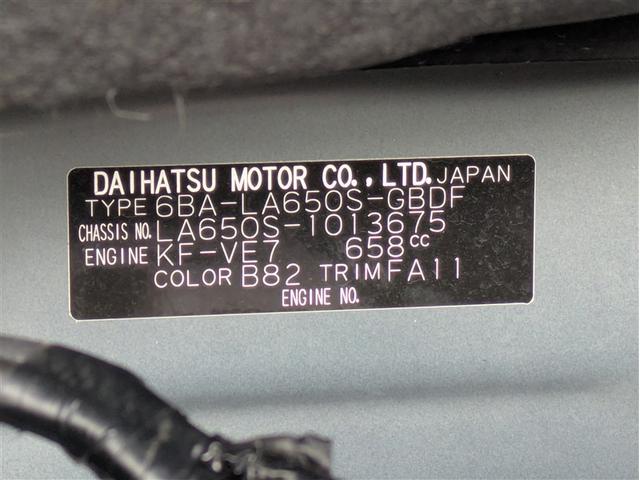 DAIHATSU MOTOR CO., LTD. JAPAN
TYPE 6BA-LA650S-GBDF
CHASSIS NO. LA650S-1013675
ENGINE KF-VE7 658cc
COLOR B82 TRIM FA11
ENGINE NO.